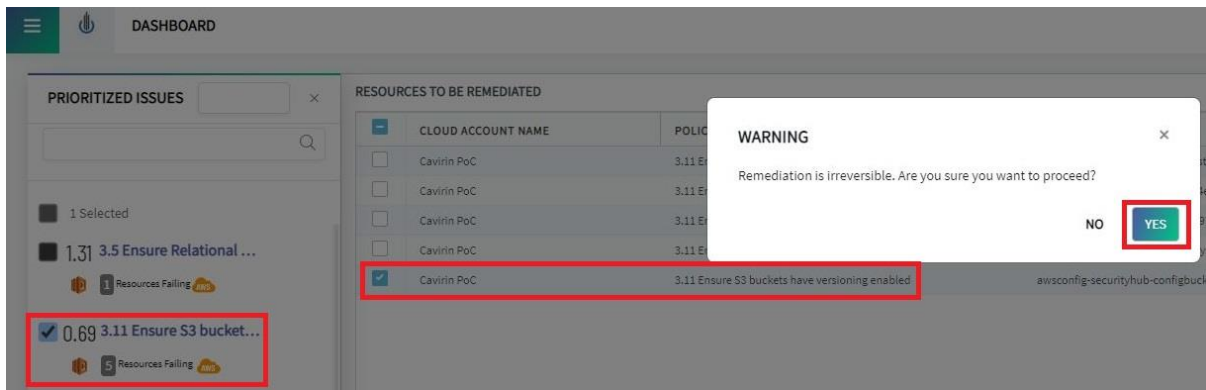 DASHBOARD
PRIORITIZED ISSUES
1 Selected
1.31 3.5 Ensure Relational ...
1 Resources Failing AWS
0.69 3.11 Ensure S3 bucket...
5 Resources Failing AWS
RESOURCES TO BE REMEDIATED
CLOUD ACCOUNT NAME POLIC
Cavirin PoC 3.11 E
Cavirin PoC 3.11 E
Cavirin PoC 3.11 E
Cavirin PoC 3.11 E
Cavirin PoC 3.11 Ensure S3 buckets have versioning enabled awsconfig-securityhub-configbuck
WARNING
Remediation is irreversible. Are you sure you want to proceed?
NO YES